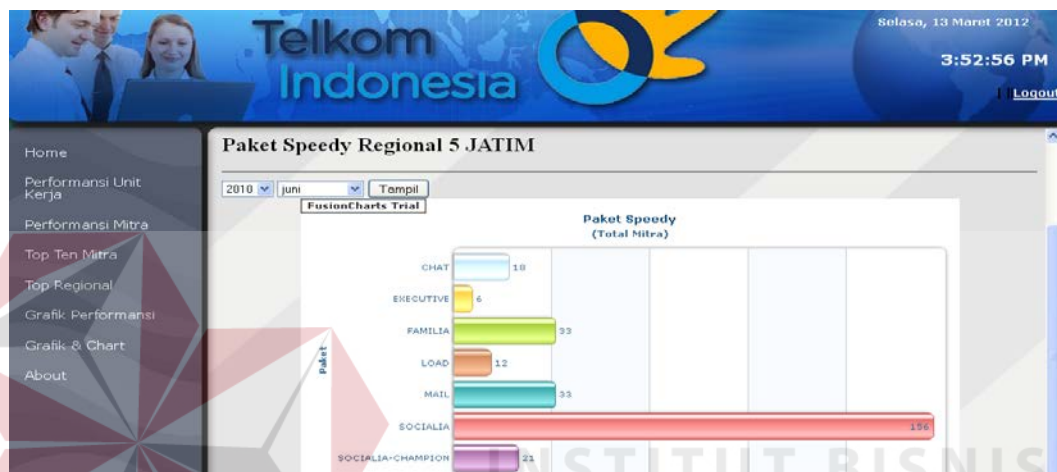 Telkom
Indonesia
Selasa, 13 Maret 2012
3:52:56 PM
Logout
Home
Performansi Unit
Kerja
Performansi Mitra
Top Ten Mitra
Top Regional
Grafik Performansi
Grafik & Chart
About
Paket Speedy Regional 5 JATIM
2010 juni Tampil
FusionCharts Trial
Paket Speedy
(Total Mitra)
Paket
CHAT 18
EXECUTIVE 6
FAMILIA 33
LOAD 12
MAIL 33
SOCIALIA 156
SOCIALIA-CHAMPION 21
INSTITUT BISNIS